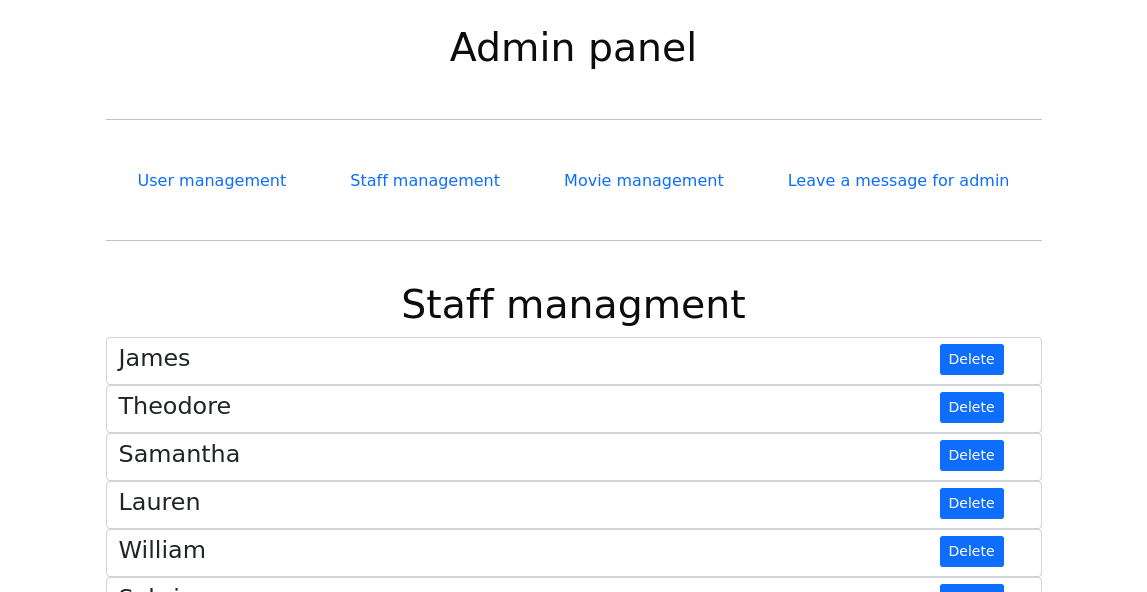 Admin panel
User management Staff management Movie management Leave a message for admin
Staff managment
James Delete
Theodore Delete
Samantha Delete
Lauren Delete
William Delete